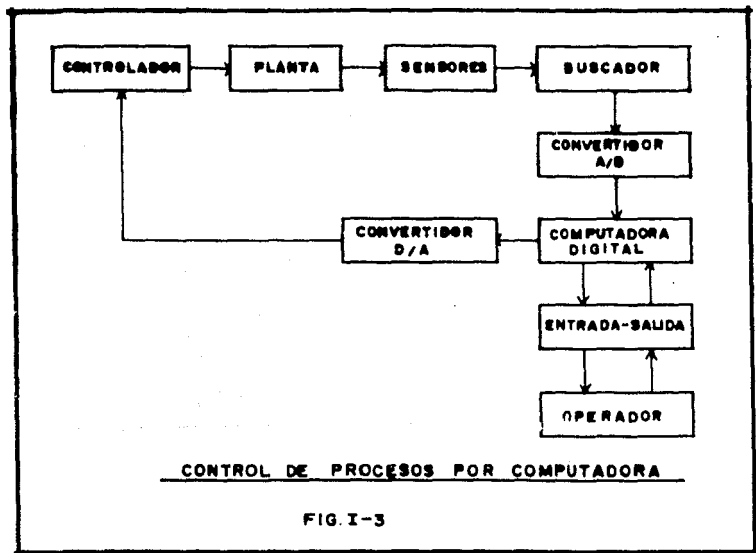 CONTROLADOR
PLANTA
SENSORES
BUSCADOR
CONVERTIDOR
A/D
CONVERTIDOR
D/A
COMPUTADORA
DIGITAL
ENTRADA-SALIDA
OPERADOR
CONTROL DE PROCESOS POR COMPUTADORA
FIG. I-3